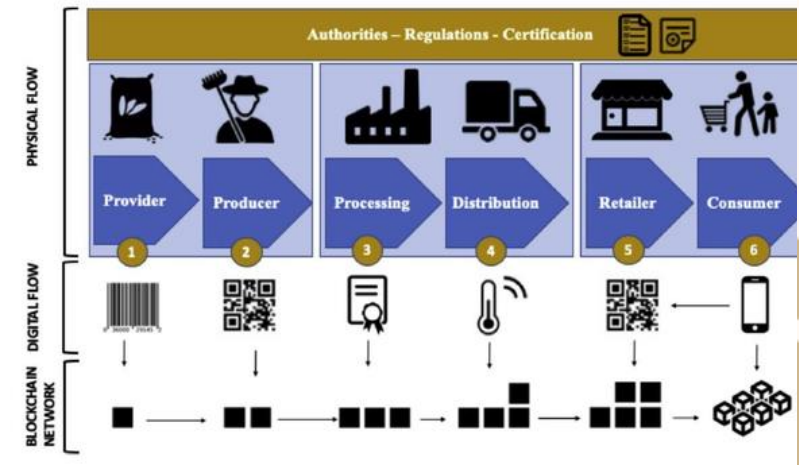 Authorities – Regulations - Certification
PHYSICAL FLOW
Provider
Producer
Processing
Distribution
Retailer
Consumer
1
2
3
4
5
6
DIGITAL FLOW
BLOCKCHAIN
NETWORK